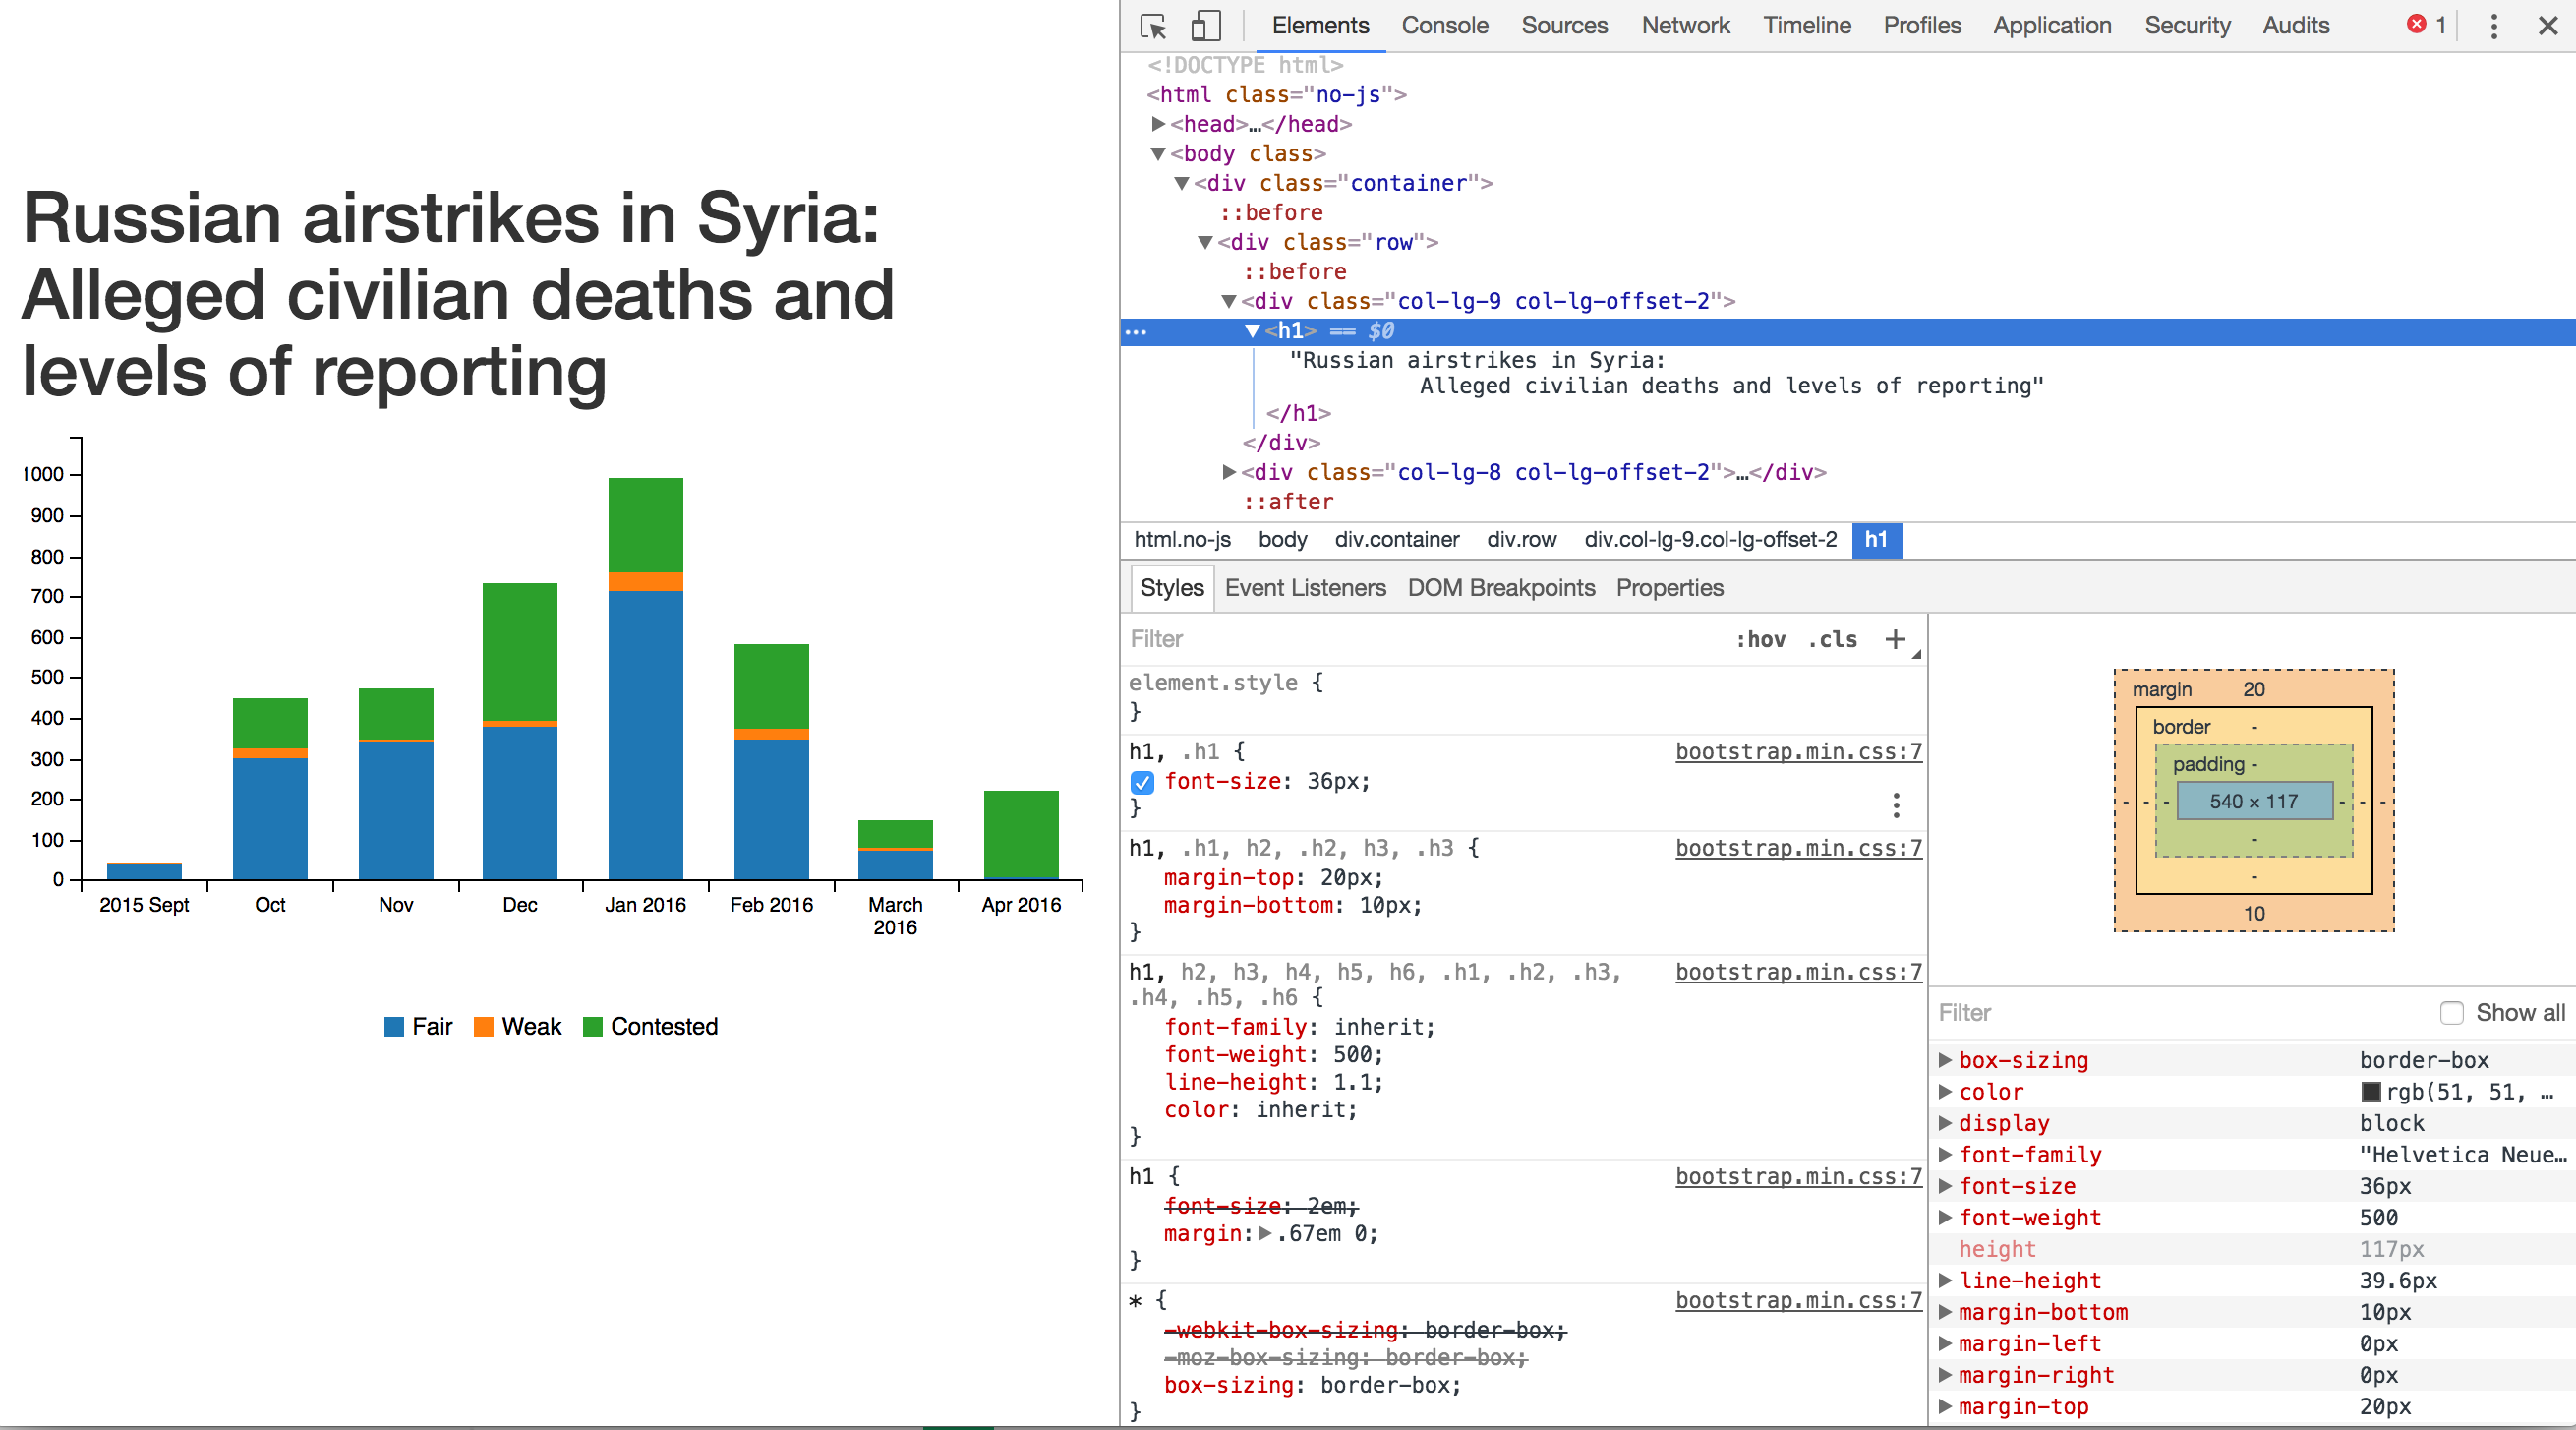 Russian airstrikes in Syria:
Alleged civilian deaths and
levels of reporting
1000
900
800
700
600
500
400
300
200
100
0
2015 Sept Oct Nov Dec Jan 2016 Feb 2016 March 2016 Apr 2016
Fair Weak Contested
Elements Console Sources Network Timeline Profiles Application Security Audits 1
<!DOCTYPE html>
<html class="no-js">
<head>…</head>
<body class>
<div class="container">
::before
<div class="row">
::before
<div class="col-lg-9 col-lg-offset-2">
<h1> == $0
"Russian airstrikes in Syria:
Alleged civilian deaths and levels of reporting"
</h1>
</div>
<div class="col-lg-8 col-lg-offset-2">…</div>
::after
html.no-js body div.container div.row div.col-lg-9.col-lg-offset-2 h1
Styles Event Listeners DOM Breakpoints Properties
Filter :hov .cls +
element.style {
}
h1, .h1 { bootstrap.min.css:7
font-size: 36px;
}
h1, .h1, h2, .h2, h3, .h3 { bootstrap.min.css:7
margin-top: 20px;
margin-bottom: 10px;
}
h1, h2, h3, h4, h5, h6, .h1, .h2, .h3, bootstrap.min.css:7
.h4, .h5, .h6 {
font-family: inherit;
font-weight: 500;
line-height: 1.1;
color: inherit;
}
h1 { bootstrap.min.css:7
font-size: 2em;
margin: .67em 0;
}
* { bootstrap.min.css:7
-webkit-box-sizing: border-box;
-moz-box-sizing: border-box;
box-sizing: border-box;
}
margin 20
border -
padding -
- - - 540 × 117 - - -
-
-
10
Filter Show all
box-sizing border-box
color rgb(51, 51, …
display block
font-family "Helvetica Neue…
font-size 36px
font-weight 500
height 117px
line-height 39.6px
margin-bottom 10px
margin-left 0px
margin-right 0px
margin-top 20px